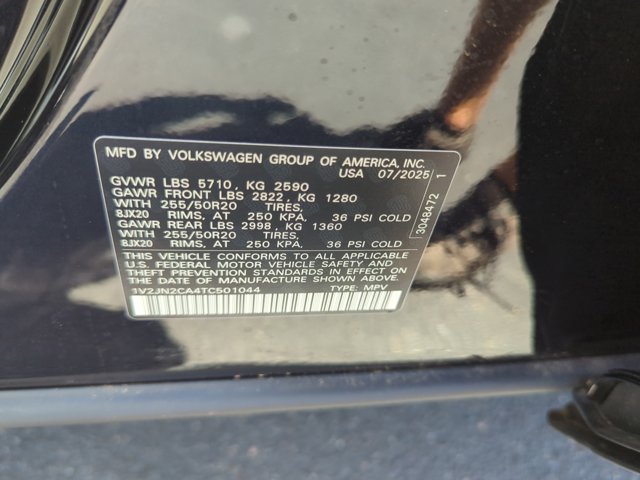 MFD BY VOLKSWAGEN GROUP OF AMERICA, INC.
USA 07/2025
GVWR LBS 5710, KG 2590
GAWR FRONT LBS 2822, KG 1280
WITH 255/50R20 TIRES,
8JX20 RIMS, AT 250 KPA, 36 PSI COLD
GAWR REAR LBS 2998, KG 1360
WITH 255/50R20 TIRES,
8JX20 RIMS, AT 250 KPA, 36 PSI COLD
THIS VEHICLE CONFORMS TO ALL APPLICABLE
U.S. FEDERAL MOTOR VEHICLE SAFETY AND
THEFT PREVENTION STANDARDS IN EFFECT ON
THE DATE OF MANUFACTURE SHOWN ABOVE.
1V2JN2CA4TC501044 TYPE: MPV
3048472 1